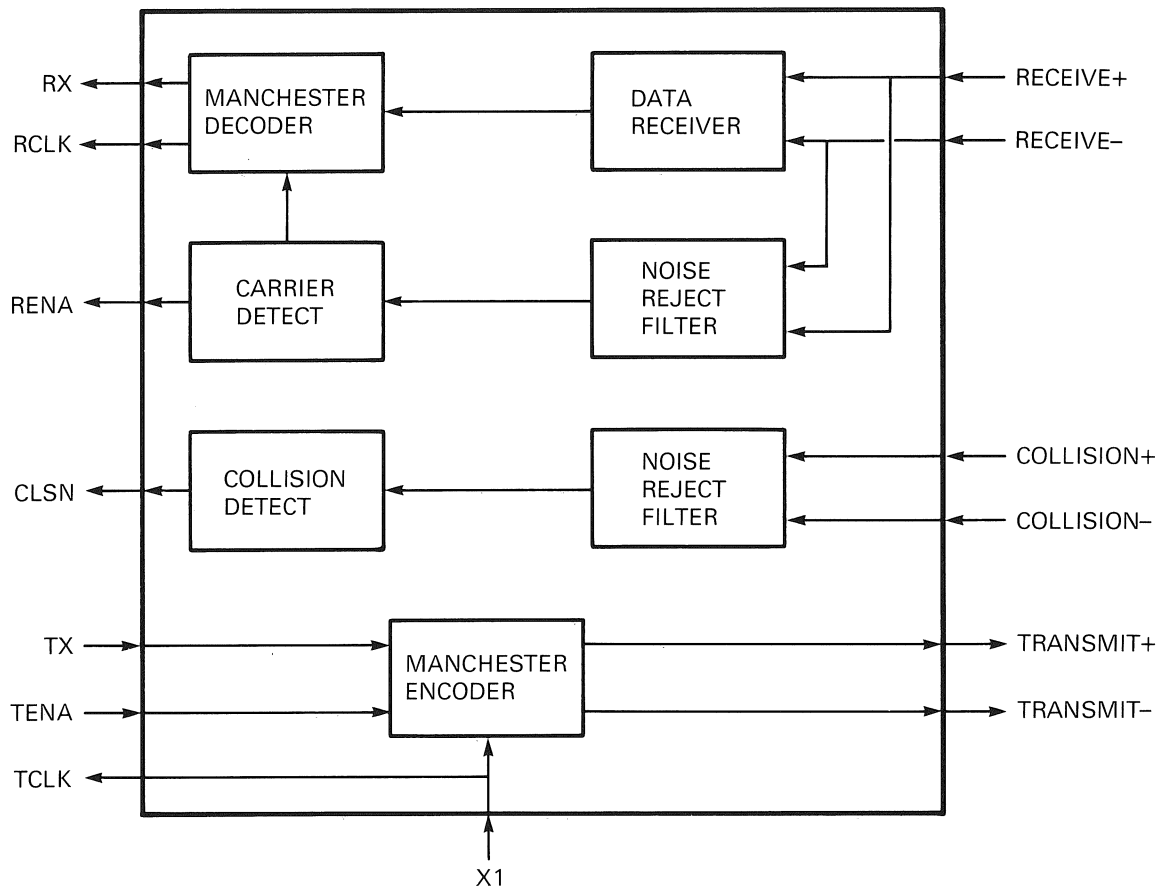 RX
RCLK
MANCHESTER
DECODER
DATA
RECEIVER
RECEIVE+
RECEIVE–
RENA
CARRIER
DETECT
NOISE
REJECT
FILTER
CLSN
COLLISION
DETECT
NOISE
REJECT
FILTER
COLLISION+
COLLISION–
TX
TENA
TCLK
MANCHESTER
ENCODER
TRANSMIT+
TRANSMIT–
X1